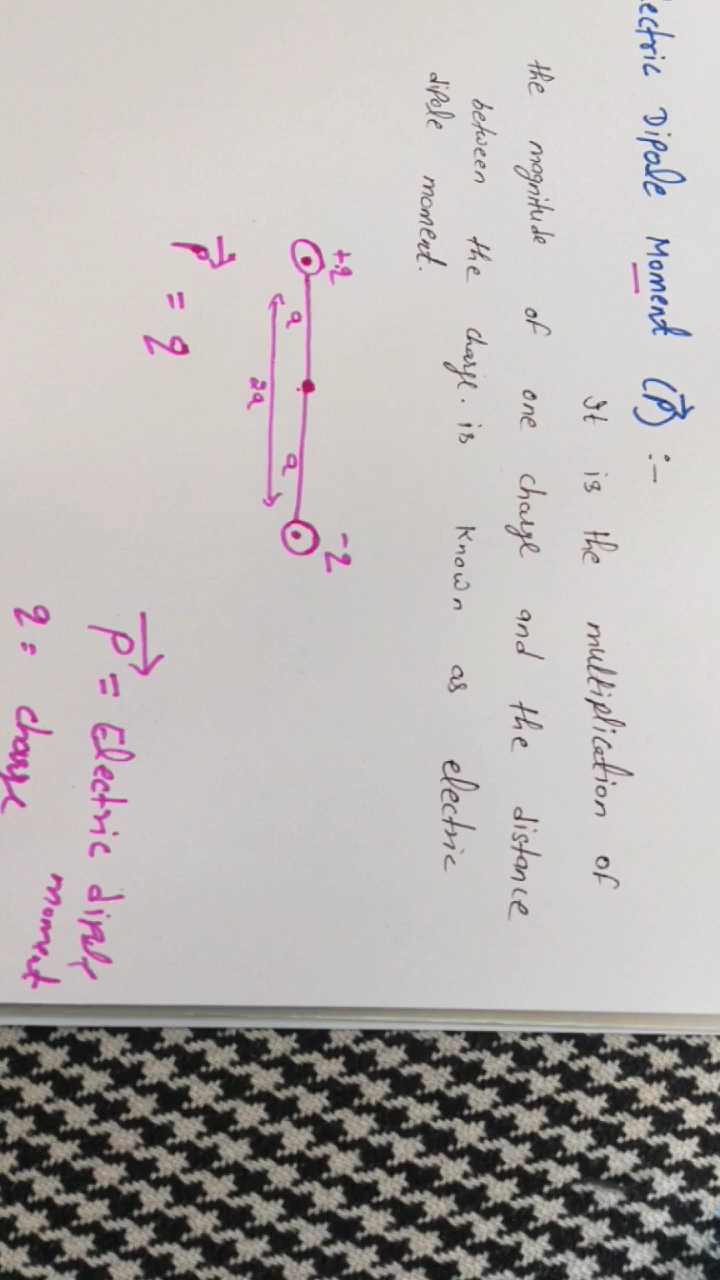 ectric Dipole Moment (P⃗) :-
It is the multiplication of
the magnitude of one charge and the distance
between the charge. is known as electric
dipole moment.
+q -q
a a
2a
P⃗ = q
P⃗ = Electric dipole
moment
q = charge